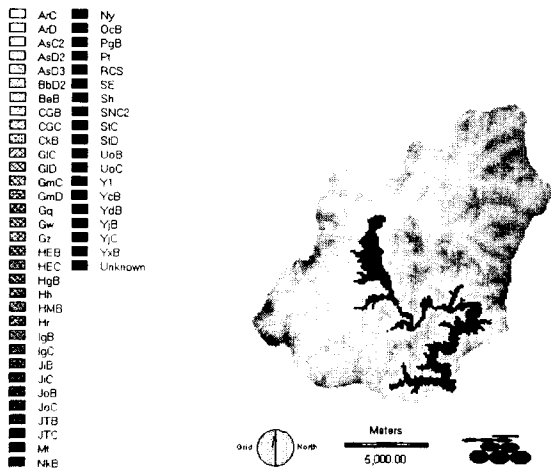 ArC
ArD
AsC2
AsD2
AsD3
BbD2
BeB
CGB
CGC
CkB
GlC
GlD
GmC
GmD
Gq
Gw
Gz
HEB
HEC
HgB
Hh
HMB
Hr
IgB
IgC
JiB
JiC
JoB
JoC
JTB
JTC
Mt
NkB
Ny
OcB
PgB
Pt
RCS
SE
Sh
SNC2
StC
StD
UoB
UoC
Y1
YcB
YdB
YjB
YjC
YxB
Unknown
Grid North
Meters
5,000.00